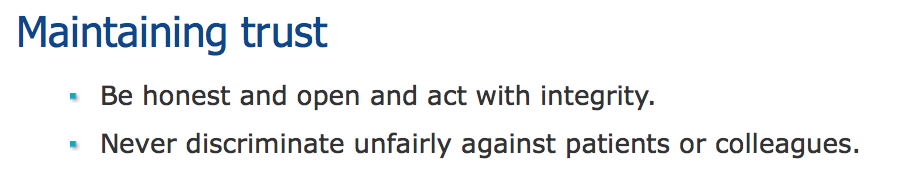 Maintaining trust
Be honest and open and act with integrity.
Never discriminate unfairly against patients or colleagues.